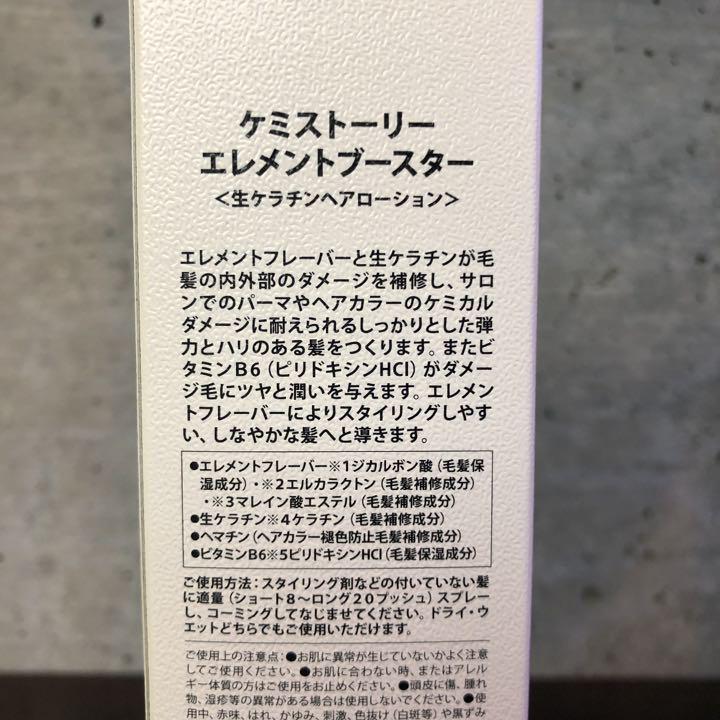 ケミストーリー
エレメントブースター
＜生ケラチンヘアローション＞
エレメントフレーバーと生ケラチンが毛
髪の内外部のダメージを補修し、サロ
ンでのパーマやヘアカラーのケミカル
ダメージに耐えられるしっかりとした弾
力とハリのある髪をつくります。またビ
タミンB6（ピリドキシンHCl）がダメー
ジ毛にツヤと潤いを与えます。エレメン
トフレーバーによりスタイリングしやす
い、しなやかな髪へと導きます。
●エレメントフレーバー※1ジカルボン酸（毛髪保
湿成分）・※2エルカラクトン（毛髪補修成分）
・※3マレイン酸エステル（毛髪補修成分）
●生ケラチン※4ケラチン（毛髪補修成分）
●ヘマチン（ヘアカラー褪色防止毛髪補修成分）
●ビタミンB6※5ピリドキシンHCl（毛髪保湿成分）
ご使用方法：スタイリング剤などの付いていない髪
に適量（ショート8〜ロング20プッシュ）スプレー
し、コーミングしてなじませてください。ドライ・ウ
エットどちらでもご使用いただけます。
ご使用上の注意点：●お肌に異常が生じていないかよく注意
してご使用ください。●お肌に合わない時、またはアレル
ギー体質の方はご使用をお止めください。●頭皮に傷、腫れ
物、湿疹等の異常がある場合は使用しないでください。●使
用中、赤味、はれ、かゆみ、刺激、色抜け（白斑等）や黒ずみ